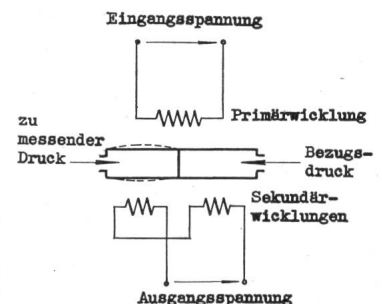 Eingangsspannung
Primärwicklung
zu
messender
Druck
Bezugs-
druck
Sekundär-
wicklungen
Ausgangsspannung